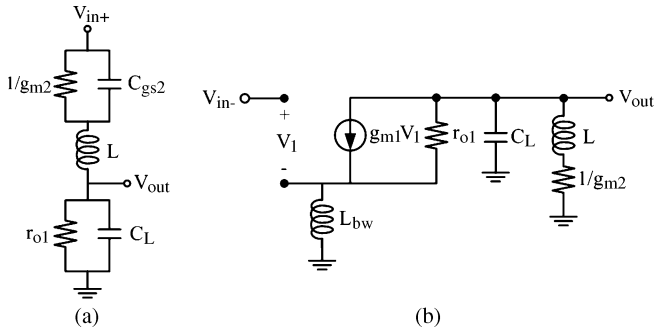 V_in+
1/g_m2
C_gs2
L
V_out
r_o1
C_L
(a)
V_in-
+
V_1
-
g_m1V_1
r_o1
C_L
L
1/g_m2
V_out
L_bw
(b)